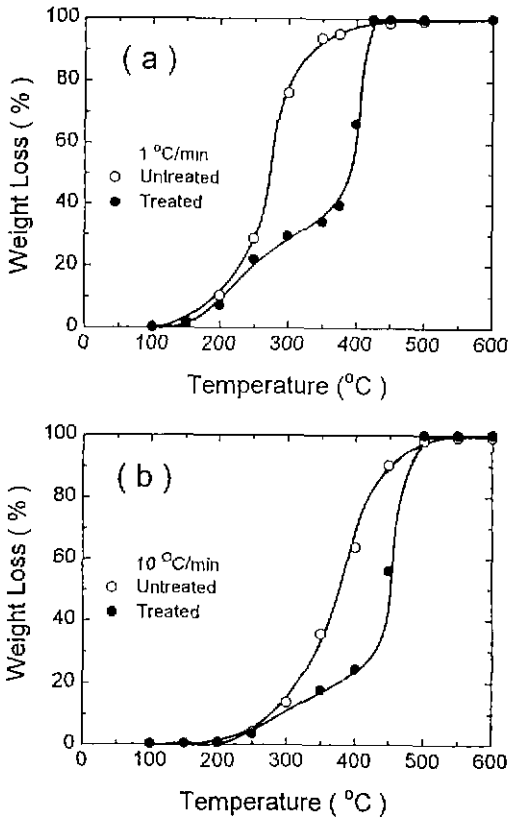 100
80
60
40
20
0
Weight Loss ( % )
( a )
1 °C/min
○ Untreated
● Treated
0 100 200 300 400 500 600
Temperature (°C)
100
80
60
40
20
0
Weight Loss ( % )
( b )
10 °C/min
○ Untreated
● Treated
0 100 200 300 400 500 600
Temperature ( °C)